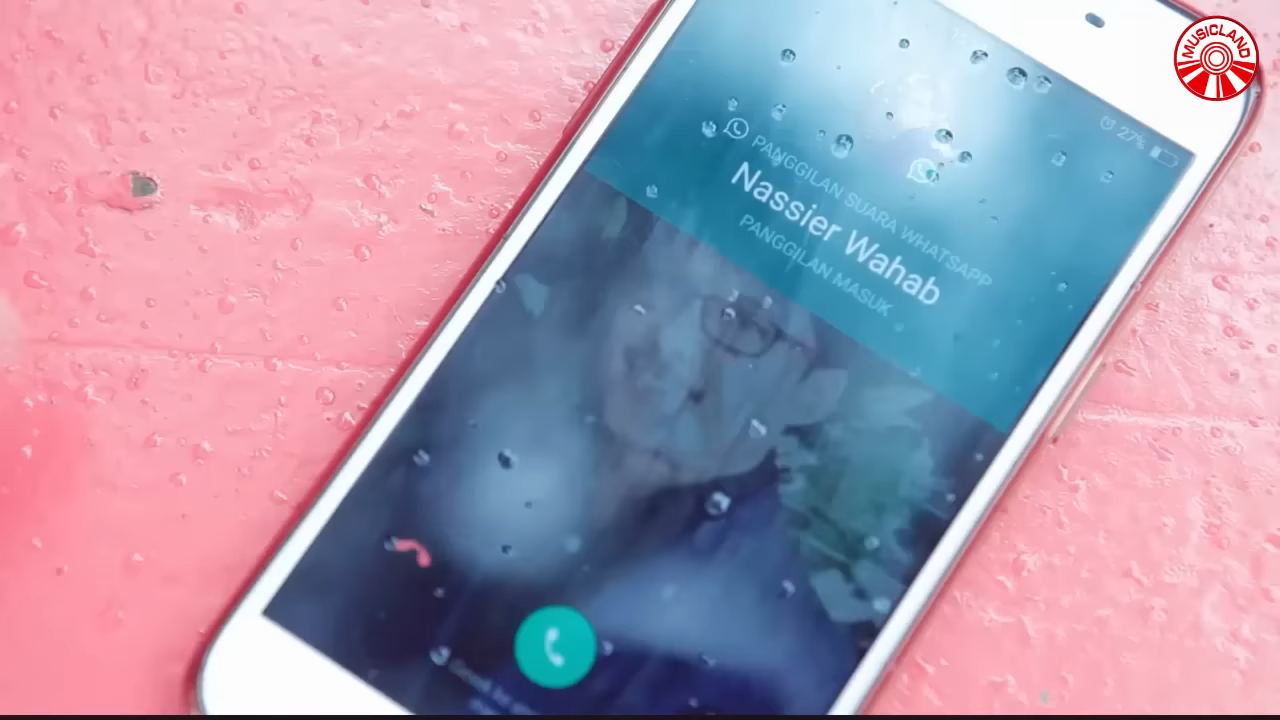 MUSICLAND
27%
PANGGILAN SUARA WHATSAPP
Nassier Wahab
PANGGILAN MASUK